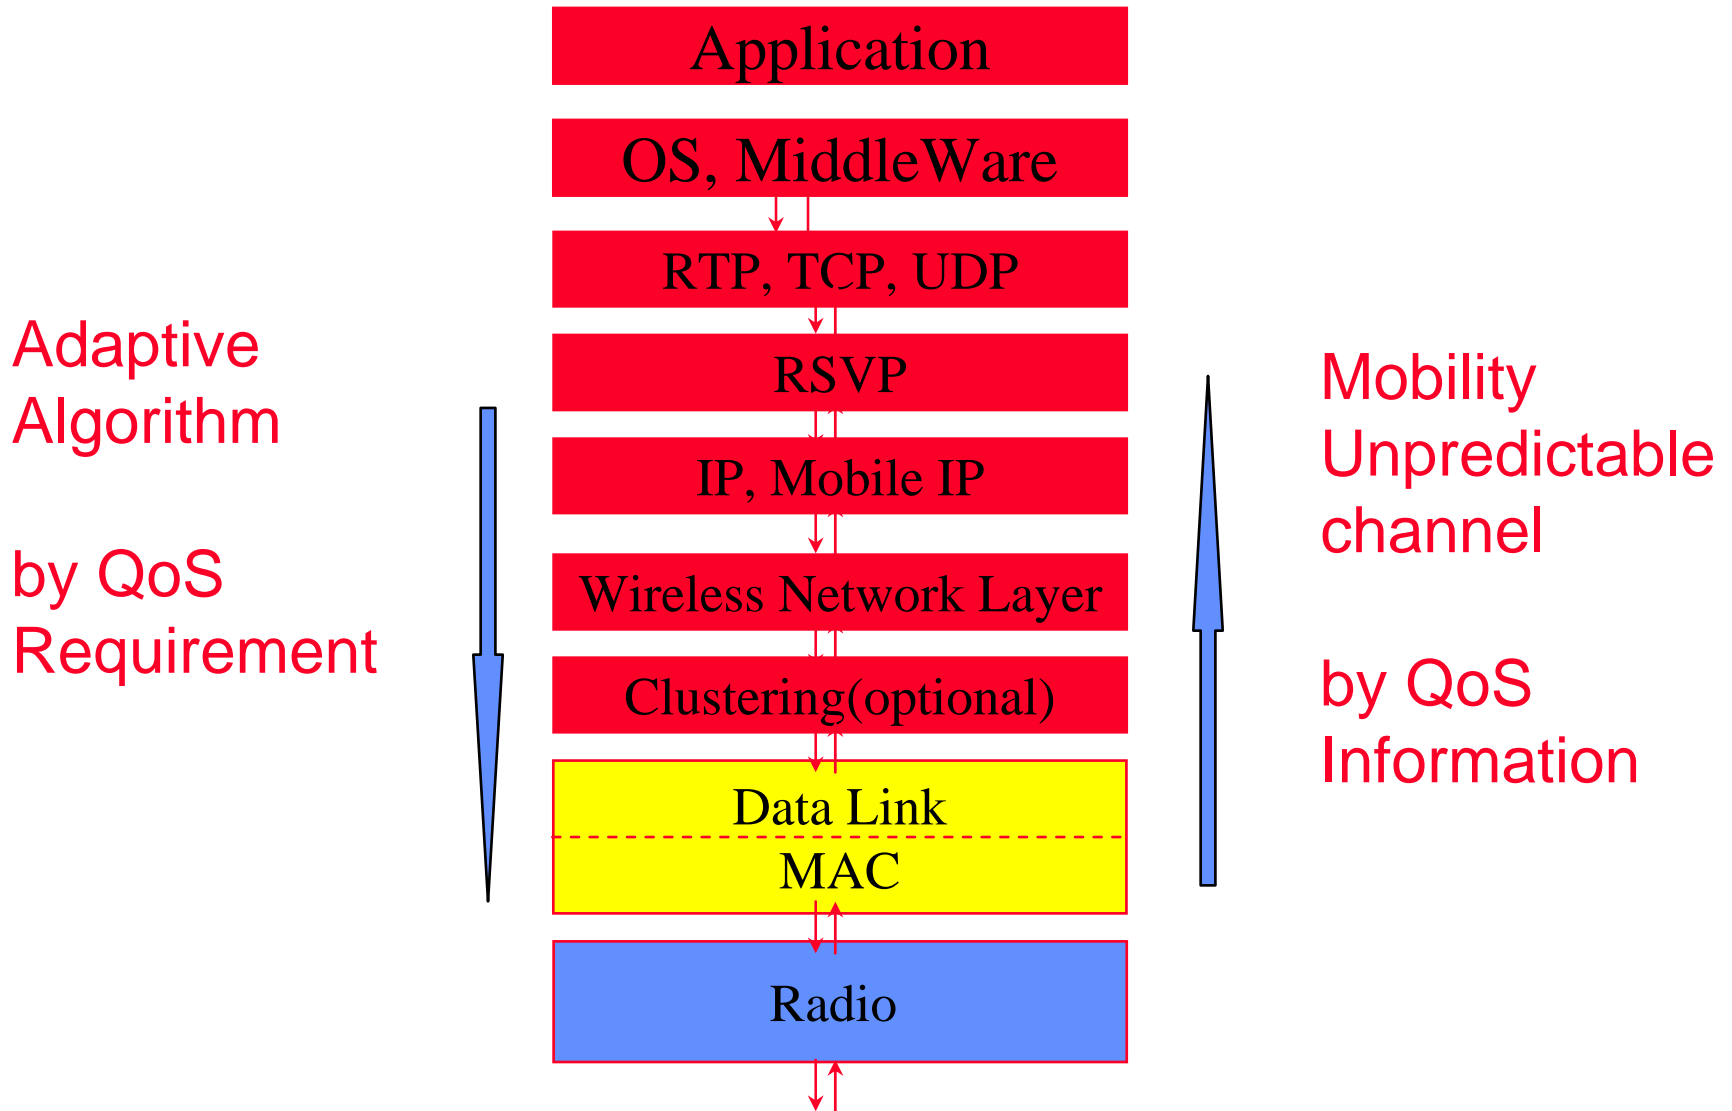 Application
OS, MiddleWare
RTP, TCP, UDP
RSVP
IP, Mobile IP
Wireless Network Layer
Clustering(optional)
Data Link
MAC
Radio
Adaptive
Algorithm
by QoS
Requirement
Mobility
Unpredictable
channel
by QoS
Information